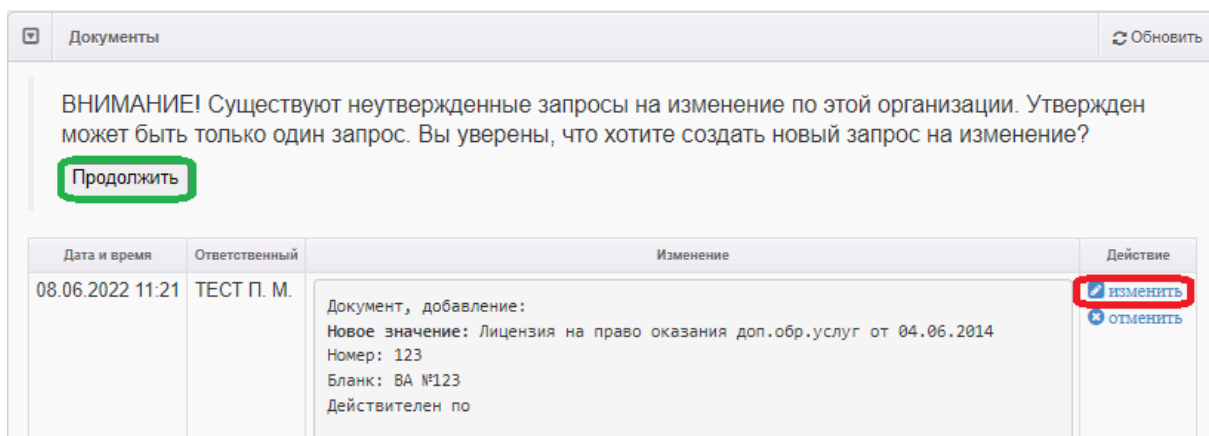 Документы
Обновить
ВНИМАНИЕ! Существуют неутвержденные запросы на изменение по этой организации. Утвержден
может быть только один запрос. Вы уверены, что хотите создать новый запрос на изменение?
Продолжить
Дата и время Ответственный Изменение Действие
08.06.2022 11:21 ТЕСТ П. М.
Документ, добавление:
Новое значение: Лицензия на право оказания доп.обр.услуг от 04.06.2014
Номер: 123
Бланк: ВА №123
Действителен по
изменить
отменить